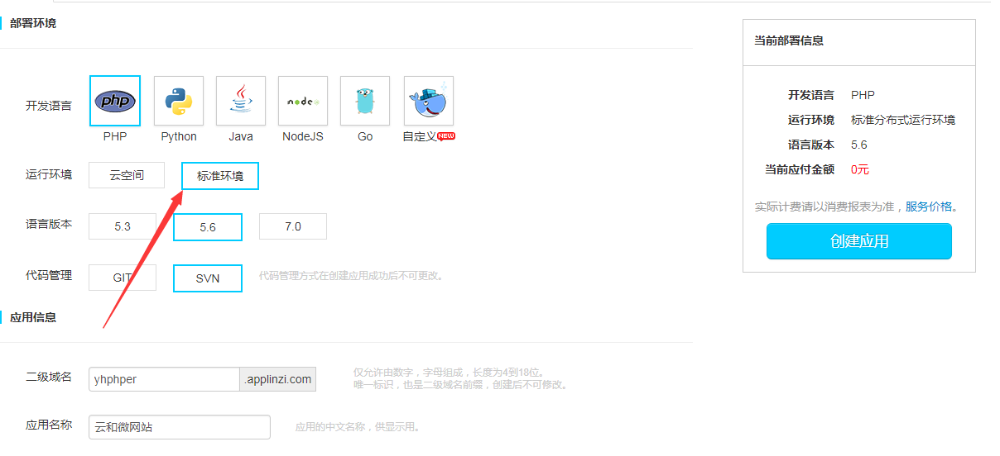 部署环境
开发语言
php
node
PHP
Python
Java
NodeJS
Go
自定义 NEW
运行环境
云空间
标准环境
语言版本
5.3
5.6
7.0
代码管理
GIT
SVN
代码管理方式在创建应用成功后不可更改。
应用信息
二级域名
yhphper
.applinzi.com
仅允许由数字，字母组成，长度为4到18位。
唯一标识，也是二级域名前缀，创建后不可修改。
应用名称
云和微网站
应用的中文名称，供显示用。
当前部署信息
开发语言 PHP
运行环境 标准分布式运行环境
语言版本 5.6
当前应付金额 0元
实际计费请以消费报表为准，服务价格。
创建应用